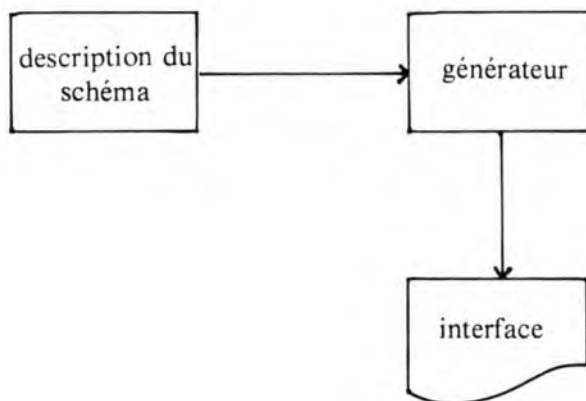 description du
schéma
générateur
interface